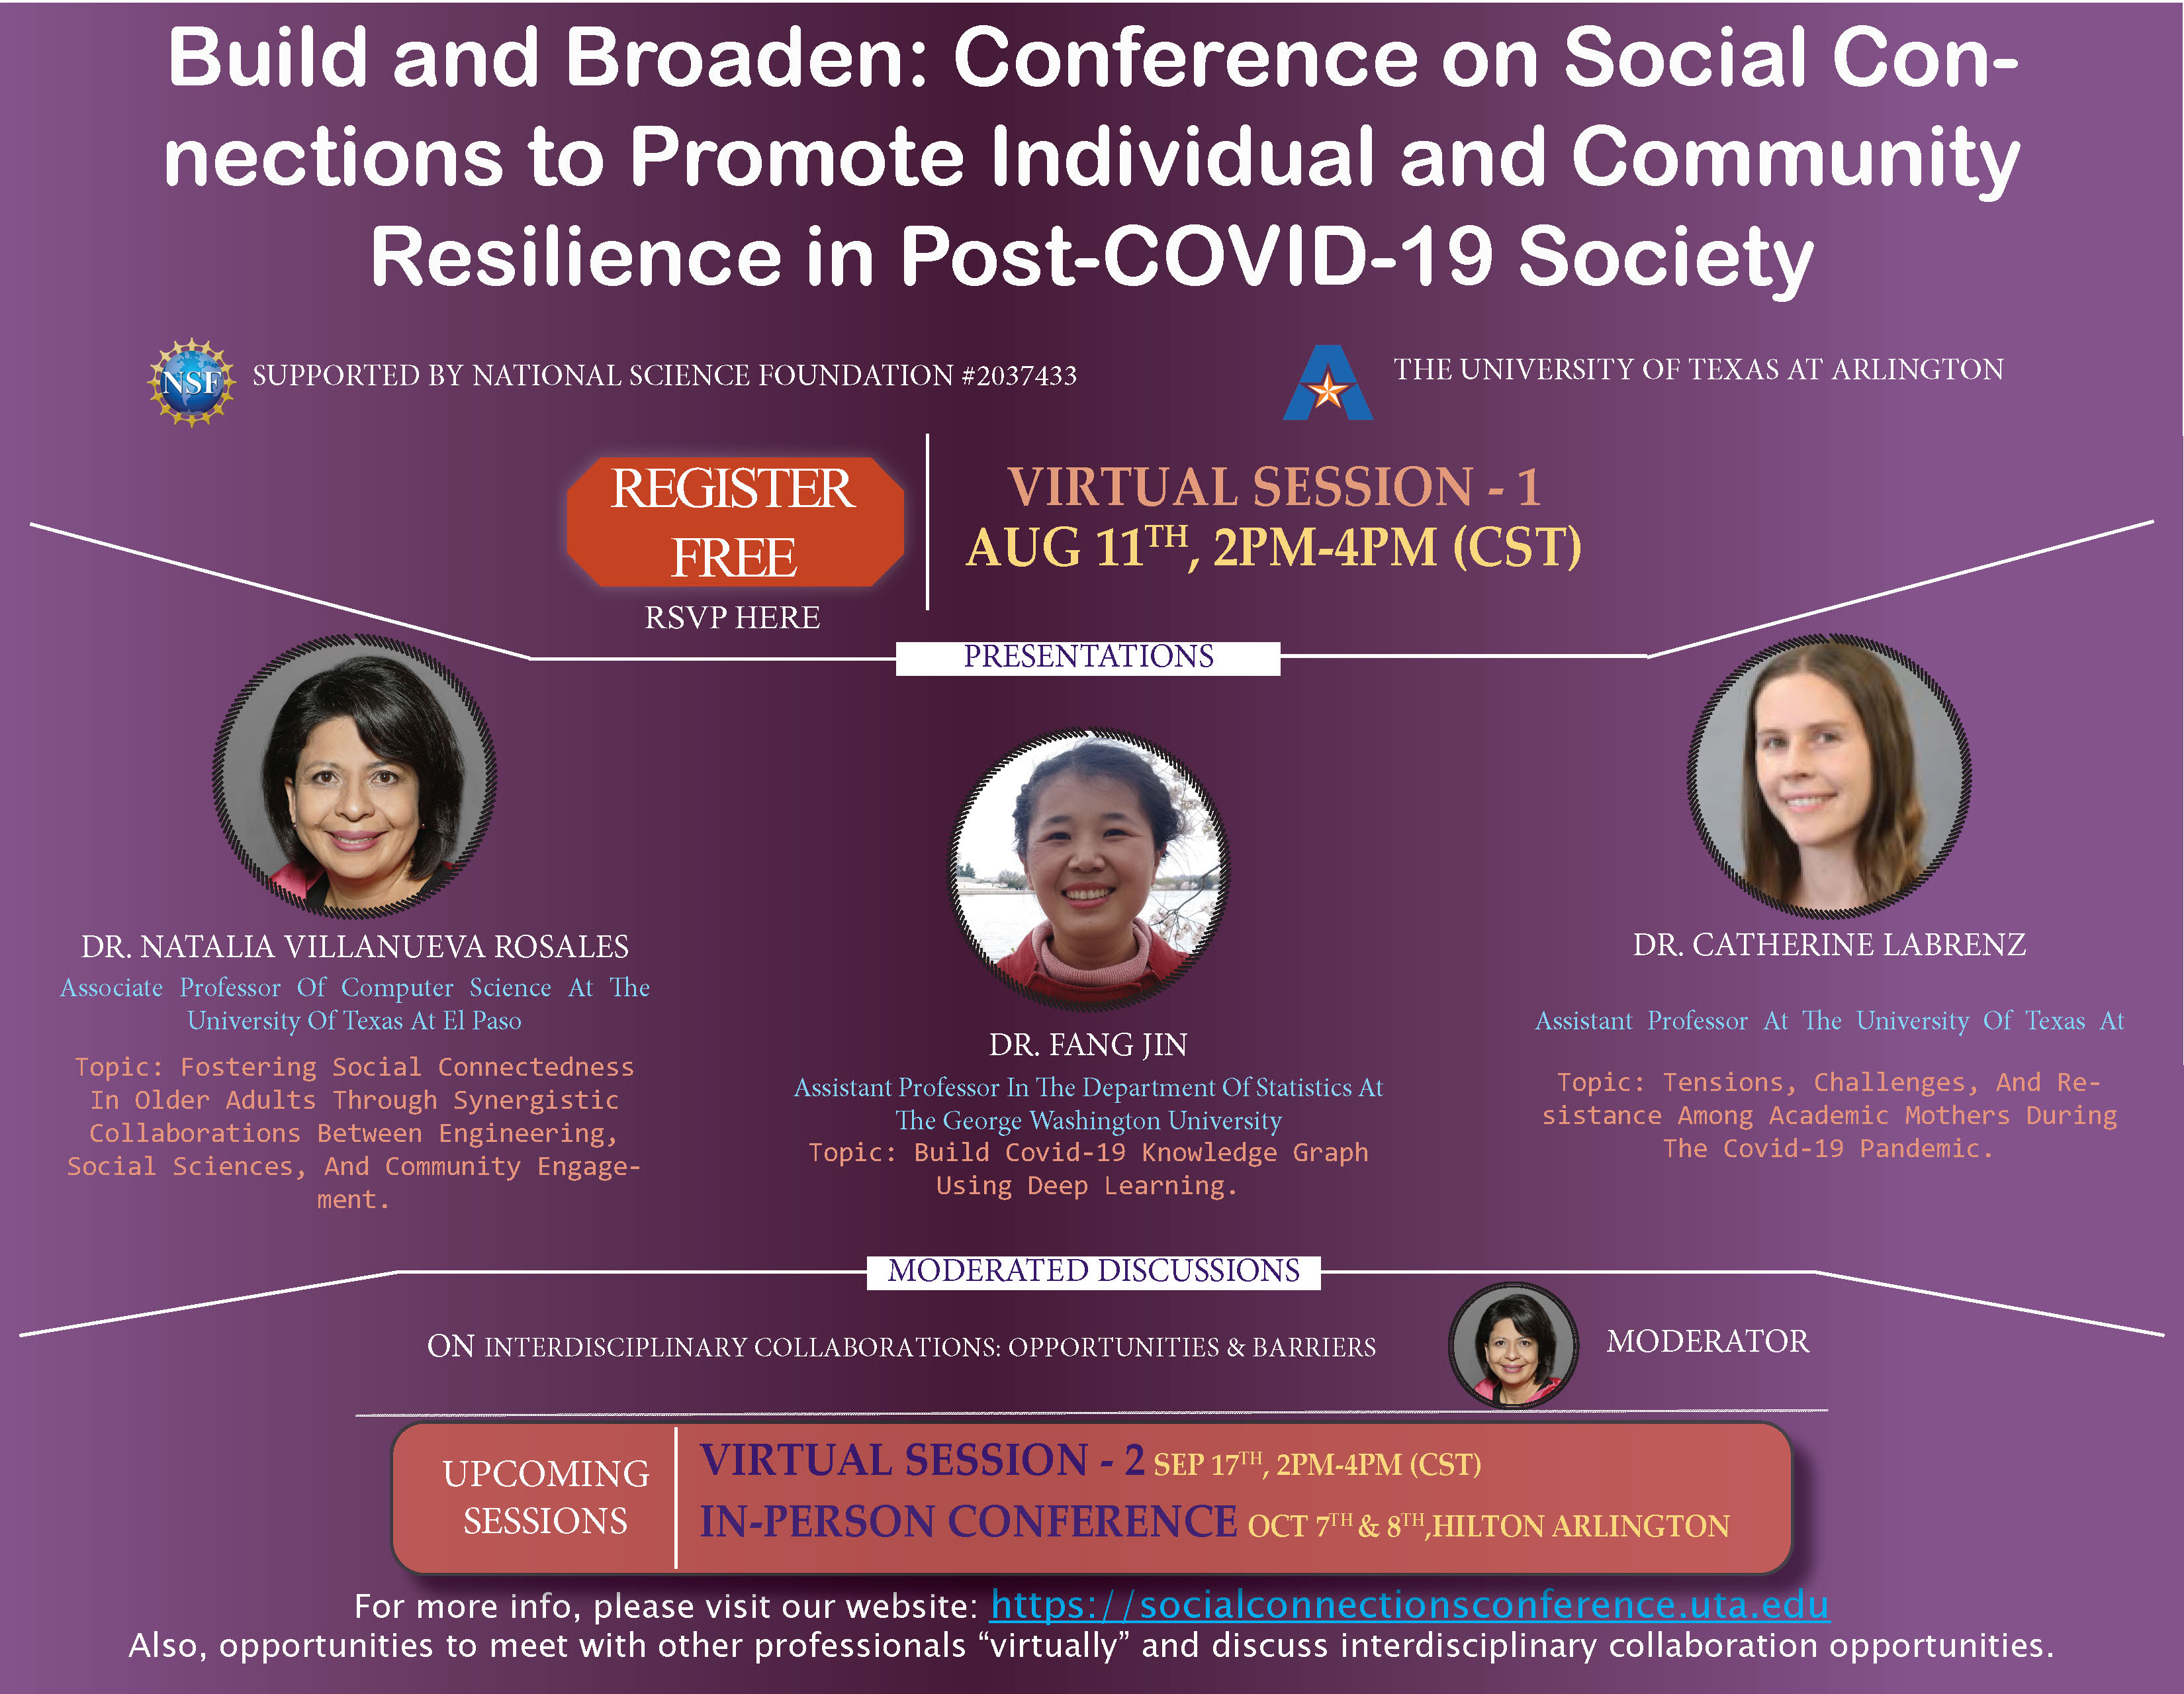 Build and Broaden: Conference on Social Con-
nections to Promote Individual and Community
Resilience in Post-COVID-19 Society
NSF
SUPPORTED BY NATIONAL SCIENCE FOUNDATION #2037433
THE UNIVERSITY OF TEXAS AT ARLINGTON
REGISTER
FREE
RSVP HERE
VIRTUAL SESSION - 1
AUG 11TH, 2PM-4PM (CST)
PRESENTATIONS
DR. NATALIA VILLANUEVA ROSALES
Associate Professor Of Computer Science At The
University Of Texas At El Paso
Topic: Fostering Social Connectedness
In Older Adults Through Synergistic
Collaborations Between Engineering,
Social Sciences, And Community Engage-
ment.
DR. FANG JIN
Assistant Professor In The Department Of Statistics At
The George Washington University
Topic: Build Covid-19 Knowledge Graph
Using Deep Learning.
DR. CATHERINE LABRENZ
Assistant Professor At The University Of Texas At
Topic: Tensions, Challenges, And Re-
sistance Among Academic Mothers During
The Covid-19 Pandemic.
MODERATED DISCUSSIONS
ON INTERDISCIPLINARY COLLABORATIONS: OPPORTUNITIES & BARRIERS
MODERATOR
UPCOMING
SESSIONS
VIRTUAL SESSION - 2 SEP 17TH, 2PM-4PM (CST)
IN-PERSON CONFERENCE OCT 7TH & 8TH,HILTON ARLINGTON
For more info, please visit our website: https://socialconnectionsconference.uta.edu
Also, opportunities to meet with other professionals “virtually” and discuss interdisciplinary collaboration opportunities.